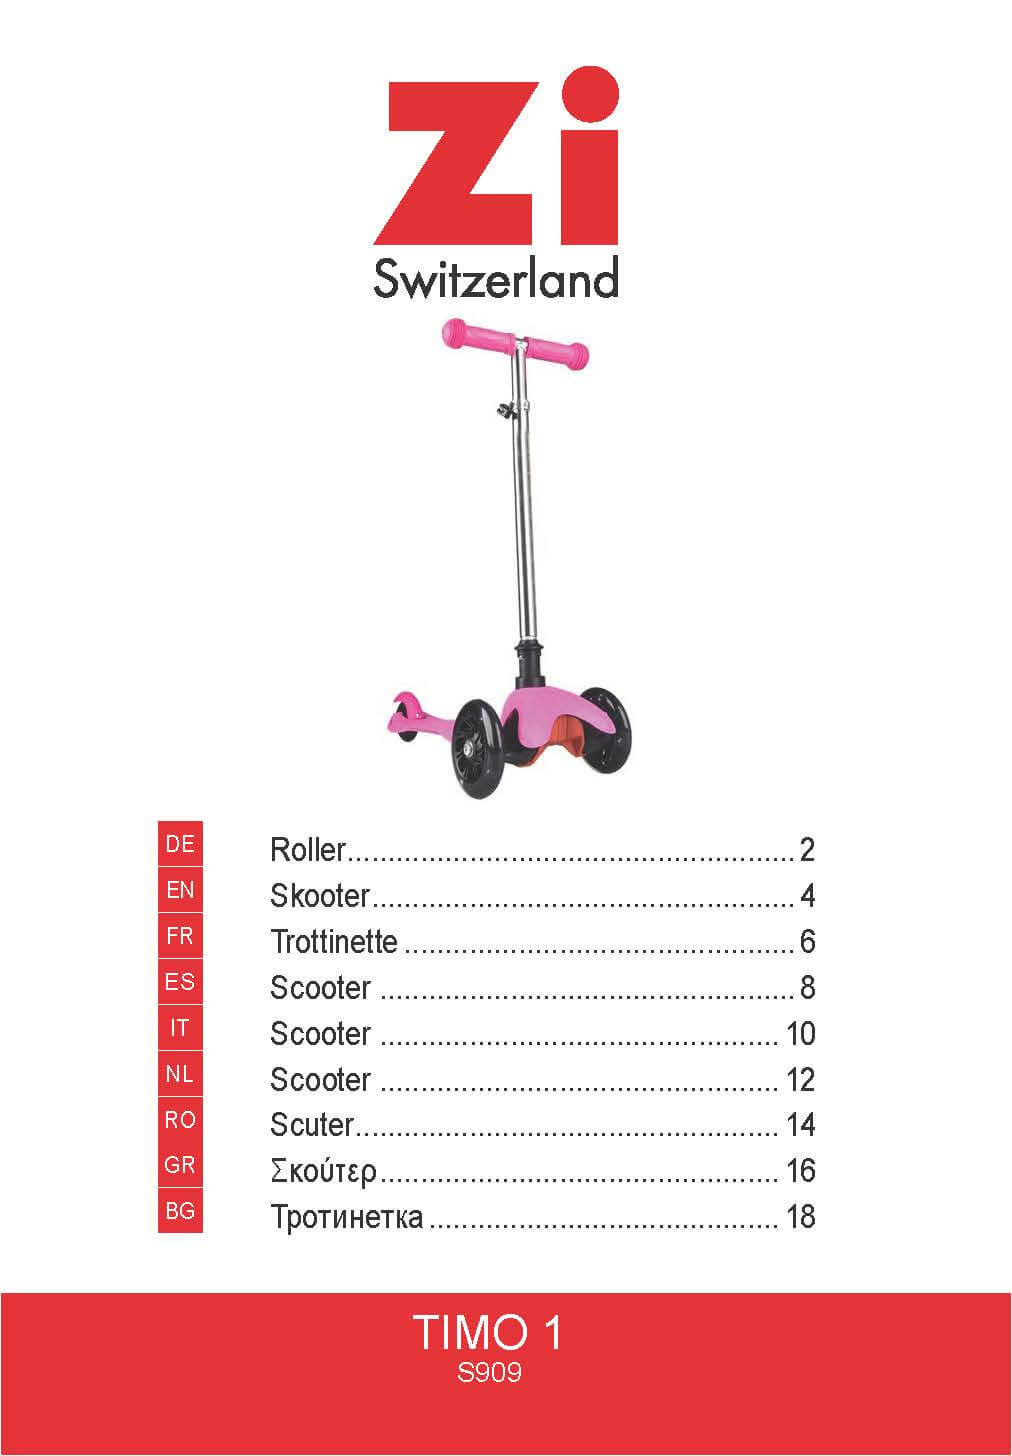 Zi
Switzerland
DE Roller 2
EN Skooter 4
FR Trottinette 6
ES Scooter 8
IT Scooter 10
NL Scooter 12
RO Scuter 14
GR Σκούτερ 16
BG Тротинетка 18
TIMO 1
S909